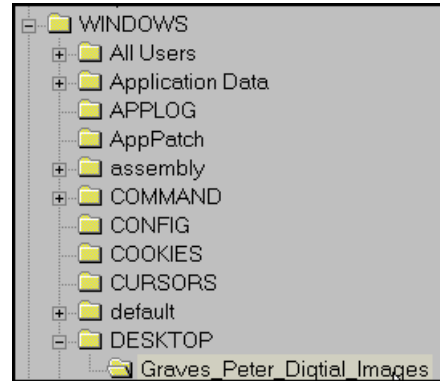 WINDOWS
All Users
Application Data
APPLOG
AppPatch
assembly
COMMAND
CONFIG
COOKIES
CURSORS
default
DESKTOP
Graves_Peter_Digtial_Images